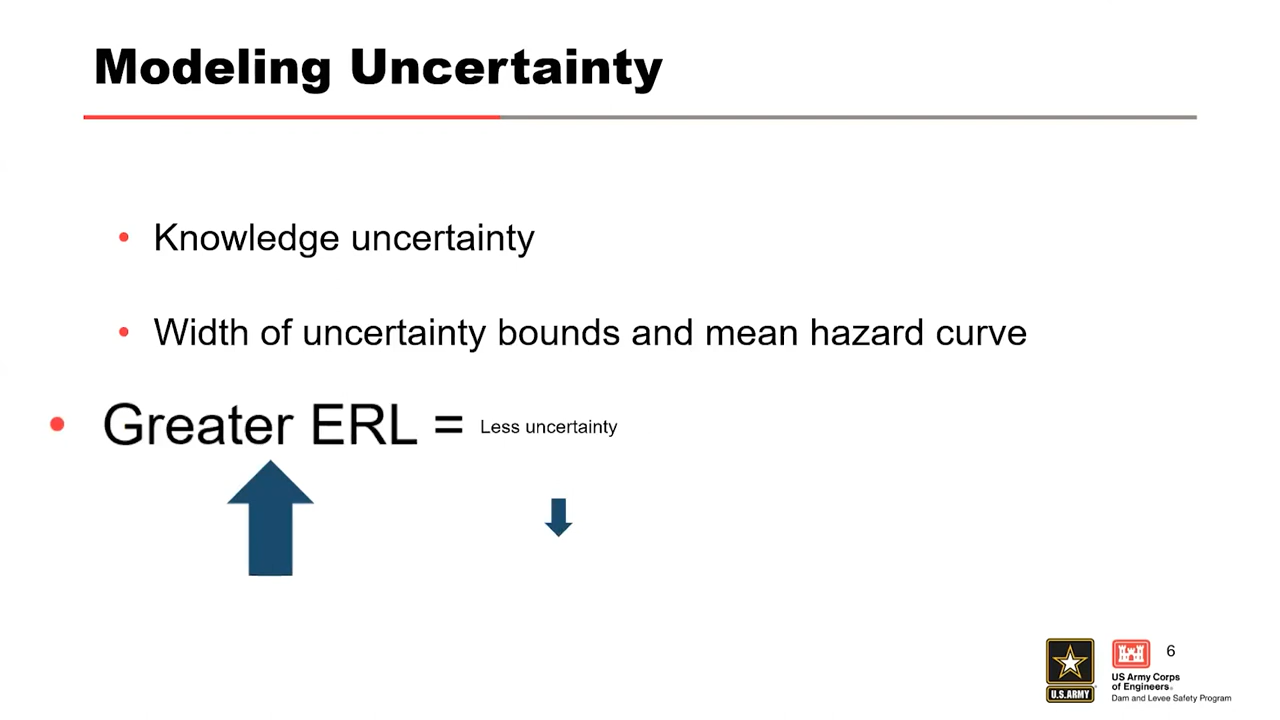 Modeling Uncertainty
• Knowledge uncertainty
• Width of uncertainty bounds and mean hazard curve
• Greater ERL = Less uncertainty
6
U.S.ARMY
US Army Corps
of Engineers®
Dam and Levee Safety Program